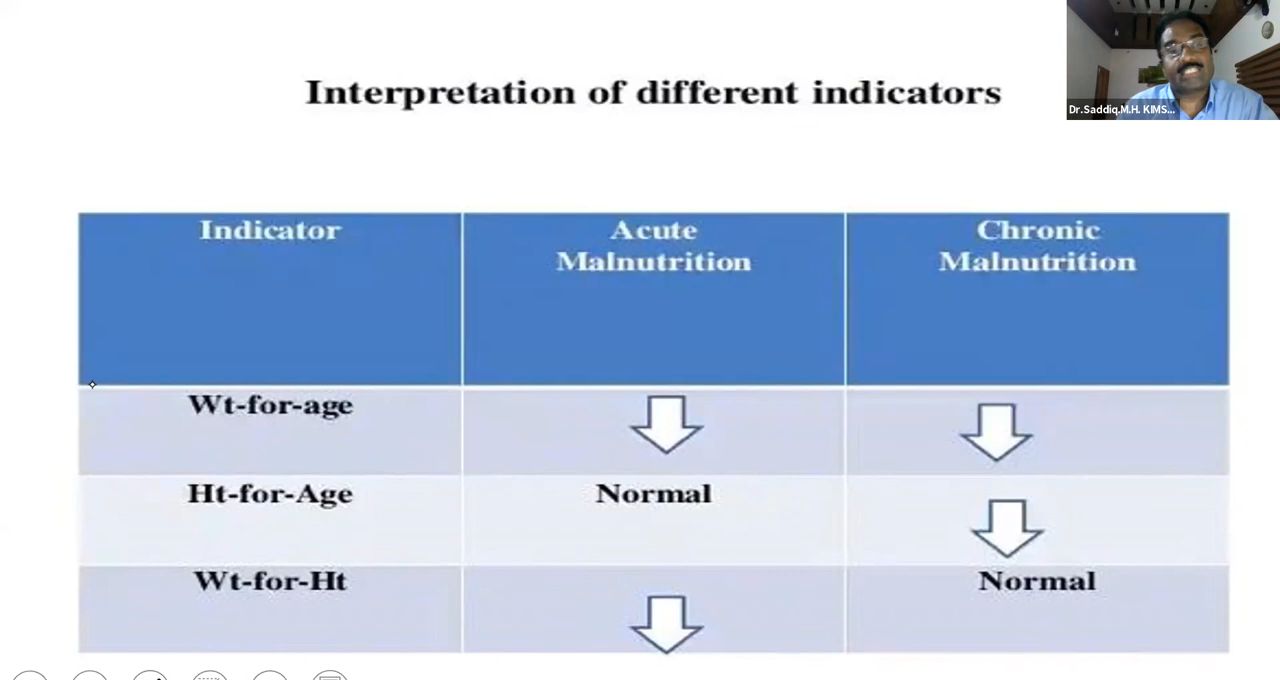 Interpretation of different indicators
Dr.Saddiq.M.H. KIMS...
Indicator
Acute
Malnutrition
Chronic
Malnutrition
Wt-for-age
Ht-for-Age
Normal
Wt-for-Ht
Normal